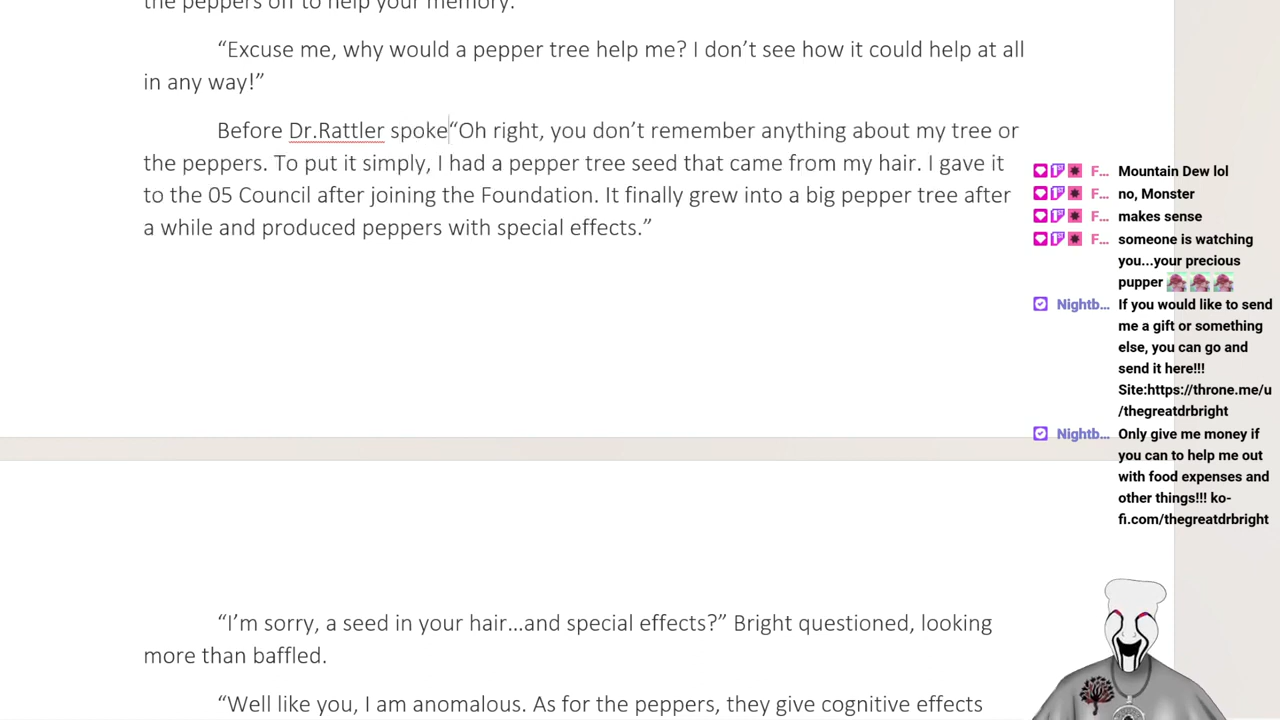 the peppers off to help your memory.
“Excuse me, why would a pepper tree help me? I don’t see how it could help at all
in any way!”
Before Dr.Rattler spoke“Oh right, you don’t remember anything about my tree or
the peppers. To put it simply, I had a pepper tree seed that came from my hair. I gave it
to the 05 Council after joining the Foundation. It finally grew into a big pepper tree after
a while and produced peppers with special effects.”
“I’m sorry, a seed in your hair…and special effects?” Bright questioned, looking
more than baffled.
“Well like you, I am anomalous. As for the peppers, they give cognitive effects
F... Mountain Dew lol
F... no, Monster
F... makes sense
F... someone is watching
you...your precious
pupper
Nightb... If you would like to send
me a gift or something
else, you can go and
send it here!!!
Site:https://throne.me/u
/thegreatdrbright
Nightb... Only give me money if
you can to help me out
with food expenses and
other things!!! ko-
fi.com/thegreatdrbright